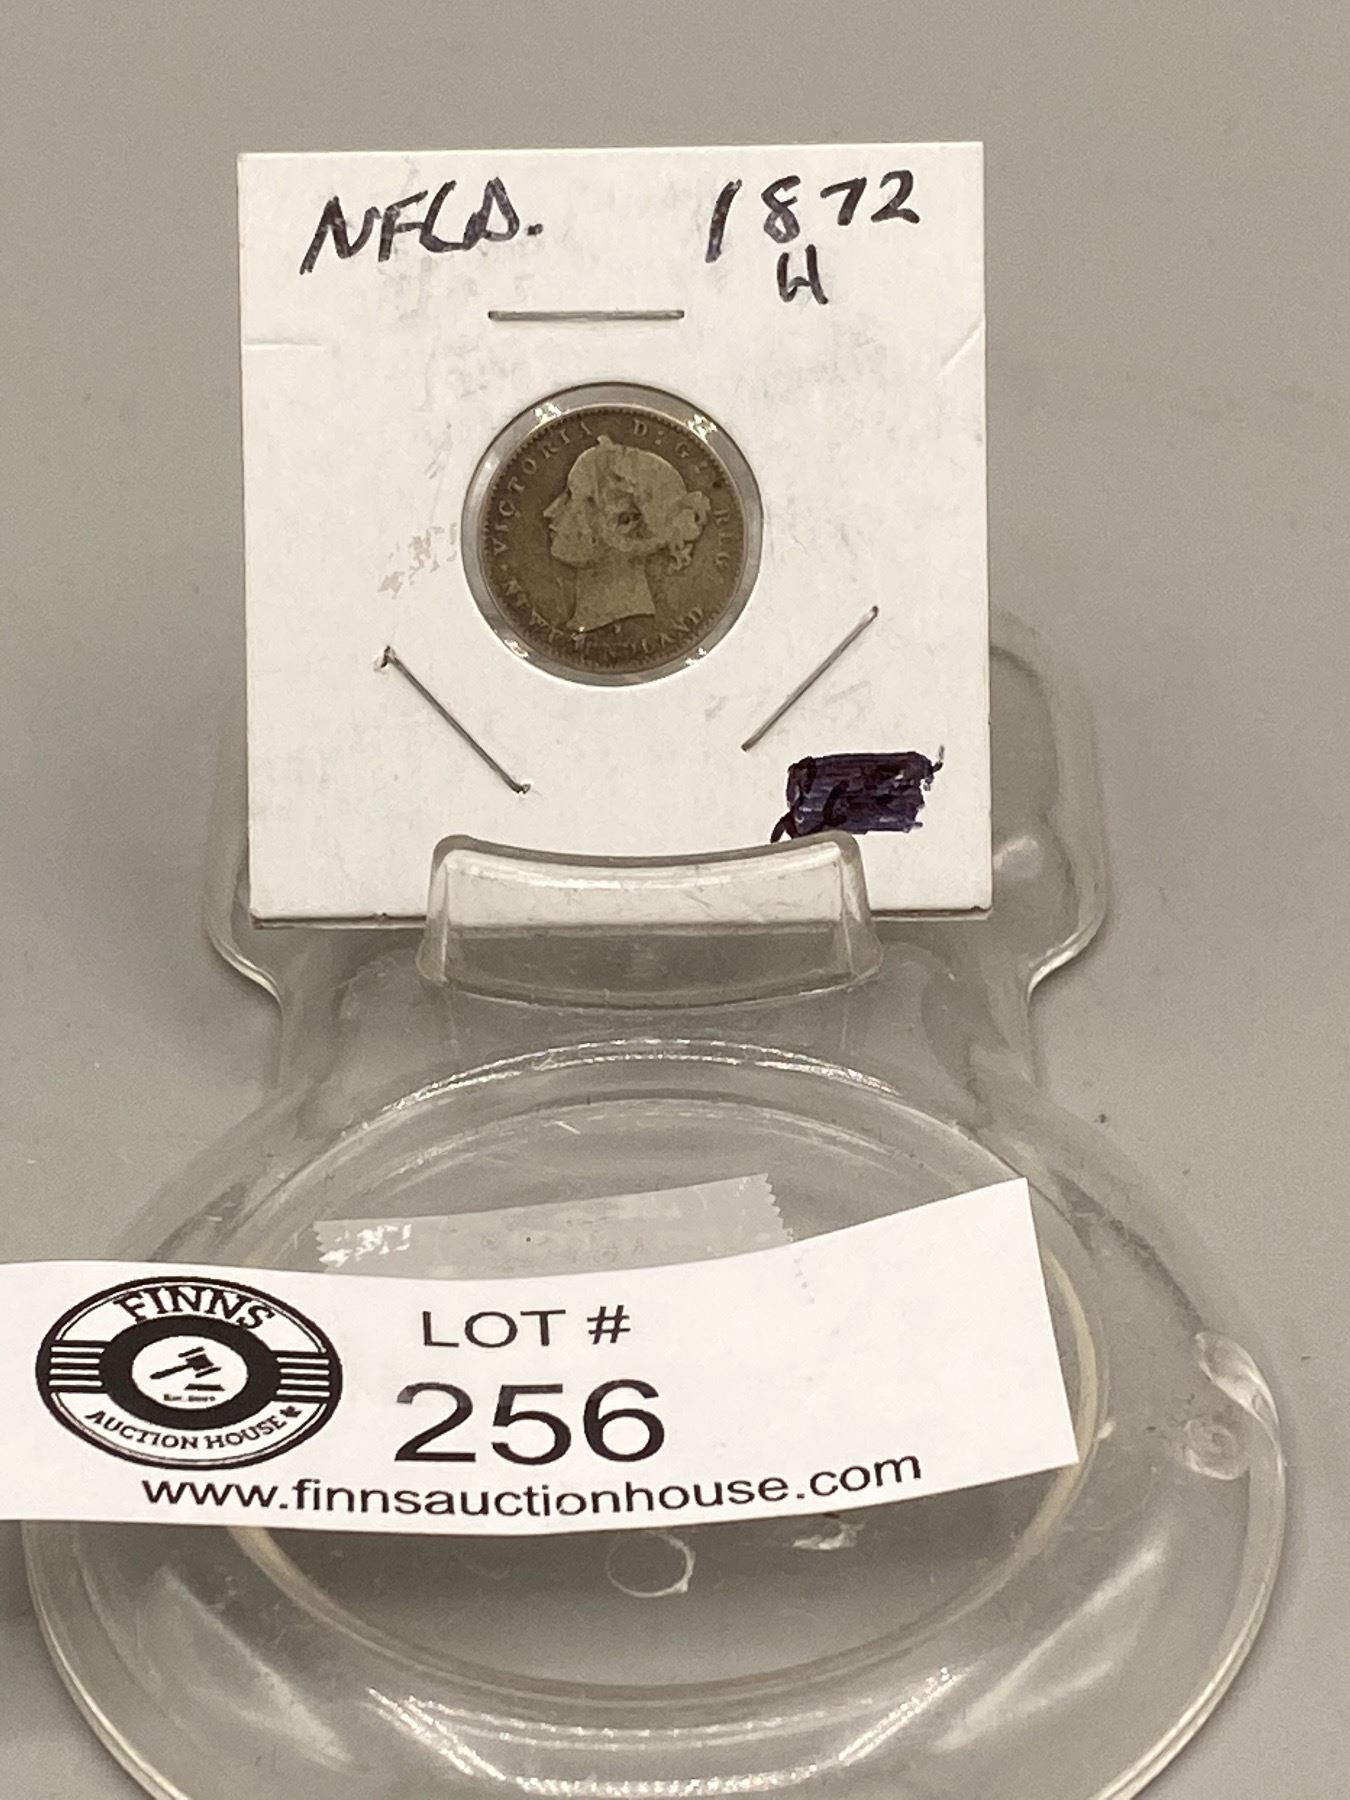 NFLD. 1872
H
VICTORIA D: G: REG:
NEWFOUNDLAND
FINNS
AUCTION HOUSE
LOT #
256
www.finnsauctionhouse.com